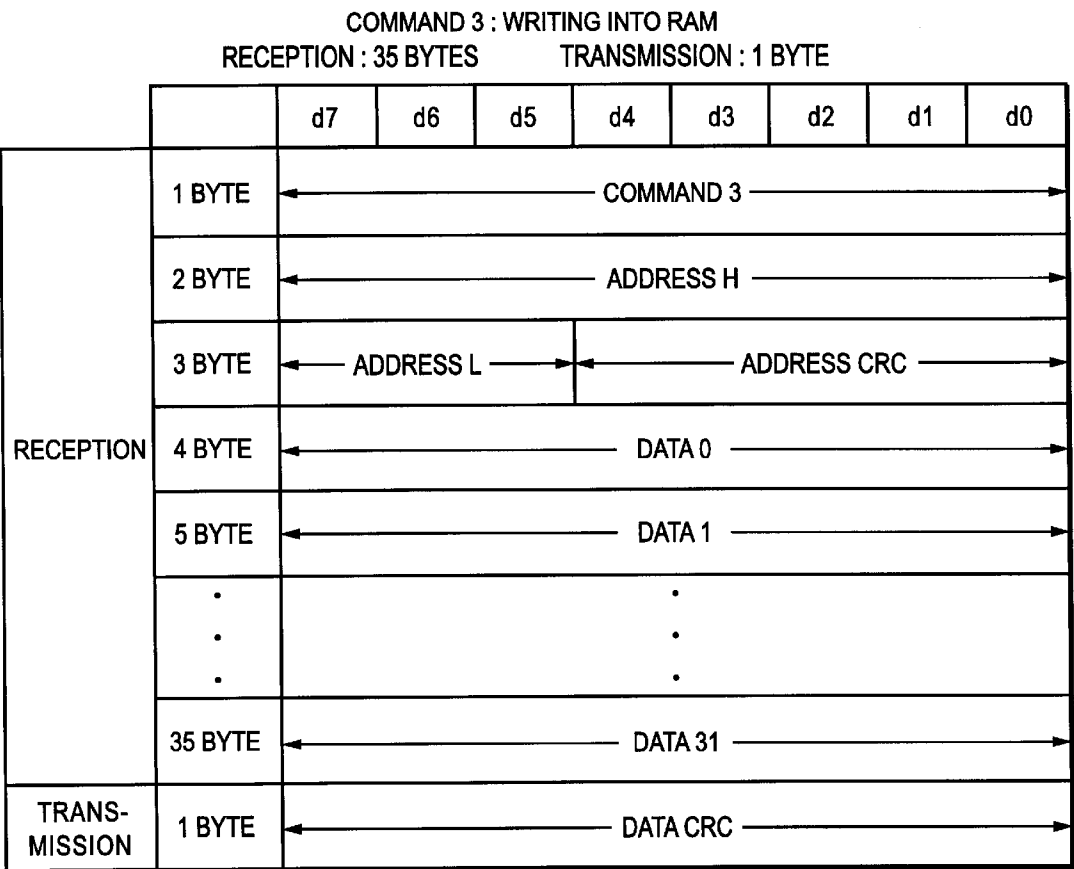 COMMAND 3 : WRITING INTO RAM
RECEPTION : 35 BYTES TRANSMISSION : 1 BYTE
d7 d6 d5 d4 d3 d2 d1 d0
1 BYTE COMMAND 3
2 BYTE ADDRESS H
3 BYTE ADDRESS L ADDRESS CRC
RECEPTION 4 BYTE DATA 0
5 BYTE DATA 1
35 BYTE DATA 31
TRANS-
MISSION 1 BYTE DATA CRC